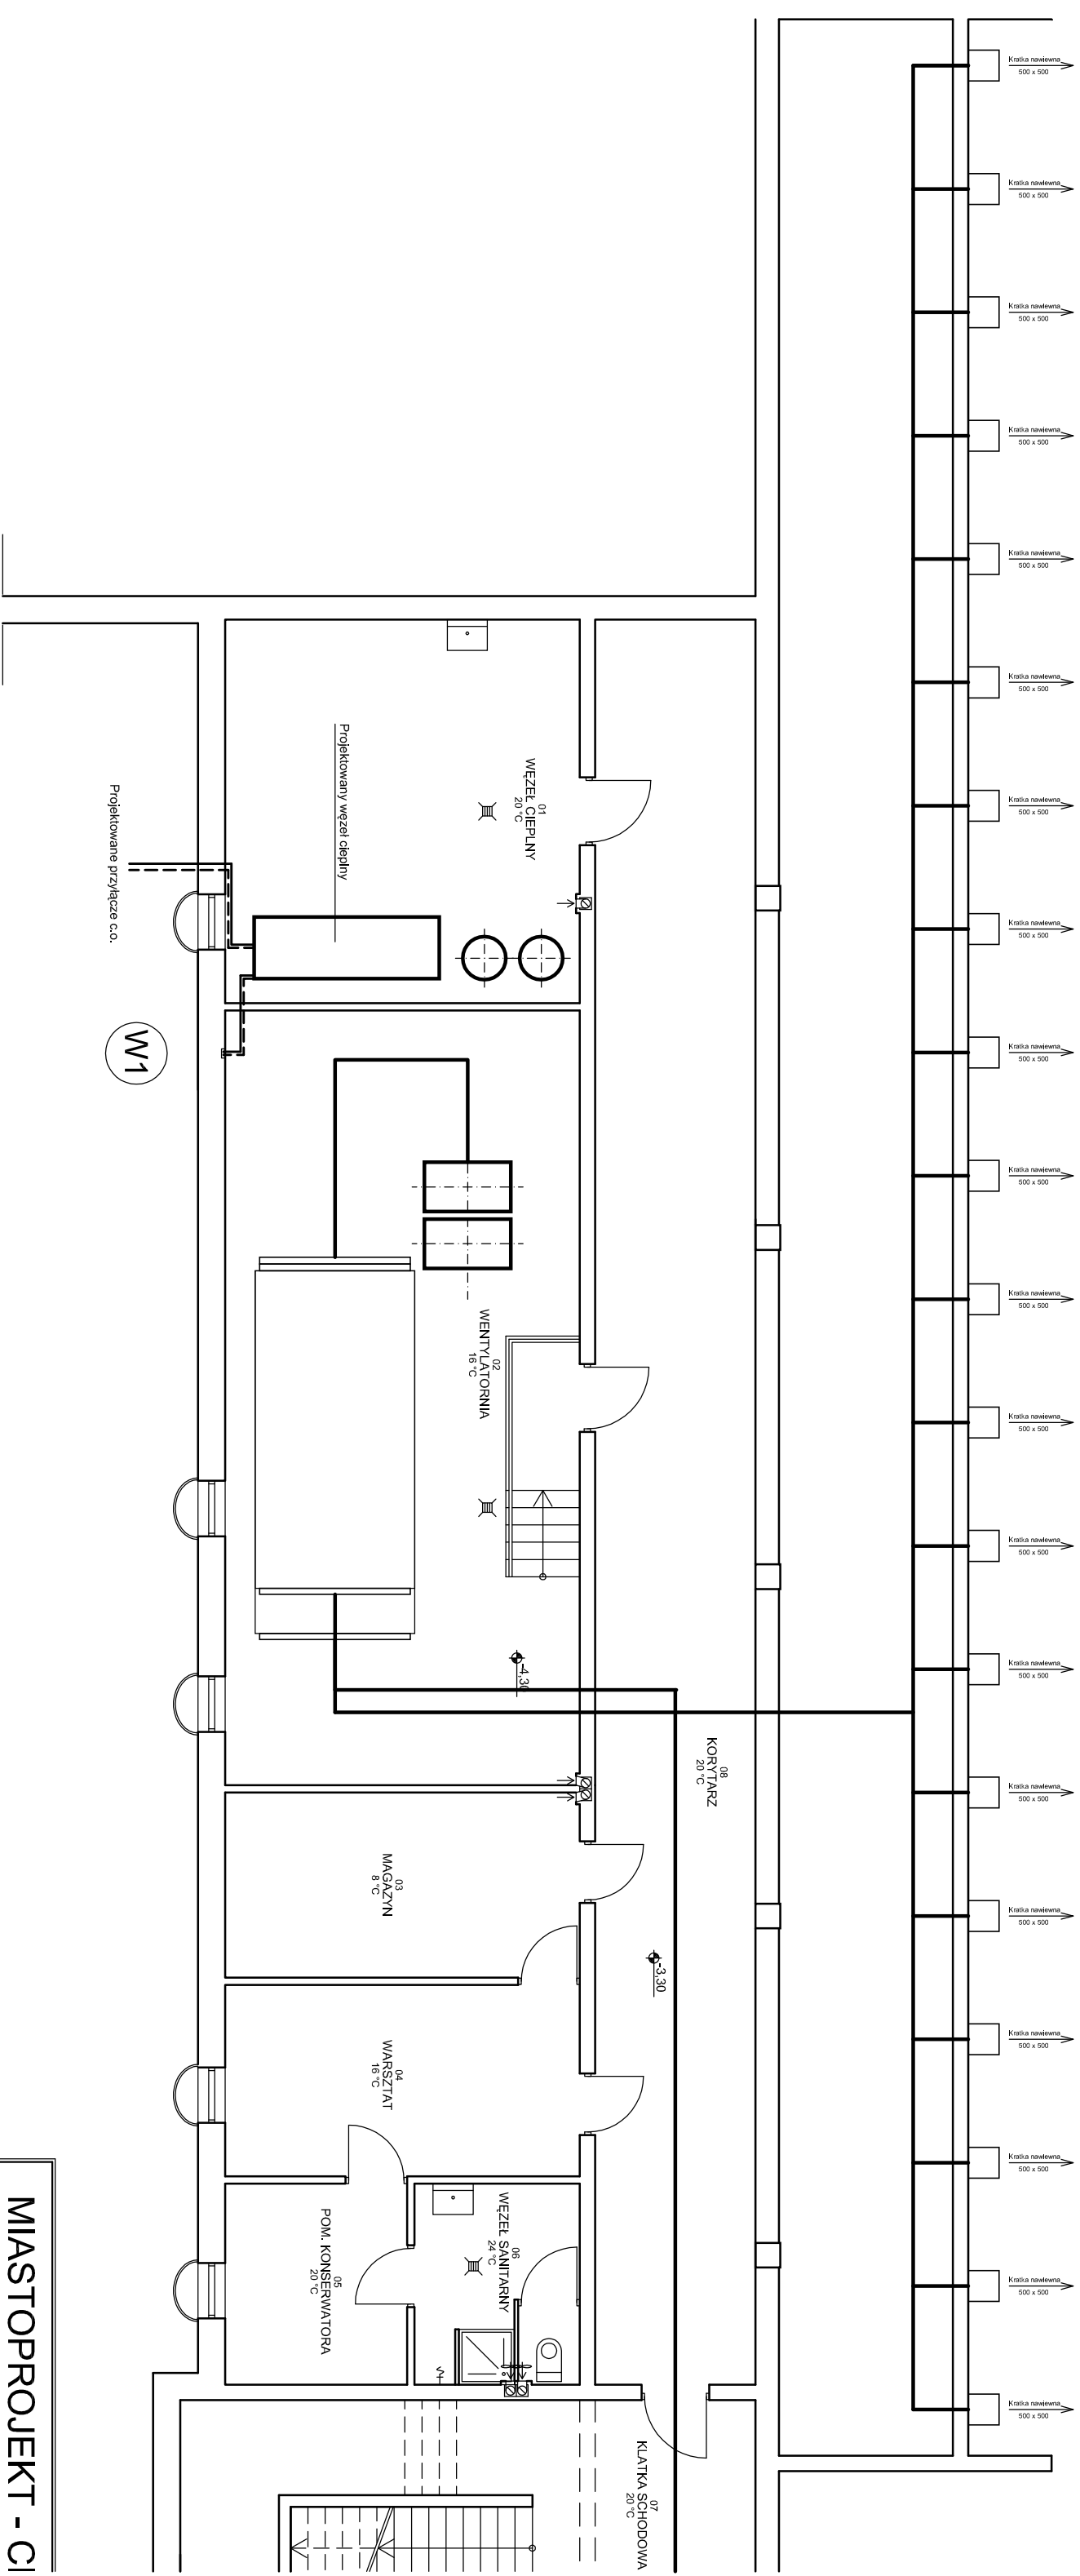 Kratka nawiewna
500 x 500
Kratka nawiewna
500 x 500
Kratka nawiewna
500 x 500
Kratka nawiewna
500 x 500
Kratka nawiewna
500 x 500
Kratka nawiewna
500 x 500
Kratka nawiewna
500 x 500
Kratka nawiewna
500 x 500
Kratka nawiewna
500 x 500
Kratka nawiewna
500 x 500
Kratka nawiewna
500 x 500
Kratka nawiewna
500 x 500
Kratka nawiewna
500 x 500
Kratka nawiewna
500 x 500
Kratka nawiewna
500 x 500
Kratka nawiewna
500 x 500
Kratka nawiewna
500 x 500
Kratka nawiewna
500 x 500
Kratka nawiewna
500 x 500
Kratka nawiewna
500 x 500
01
WĘZEŁ CIEPLNY
20 °C
Projektowany węzeł cieplny
Projektowane przyłącze c.o.
W1
02
WENTYLATORNIA
16 °C
-4,30
08
KORYTARZ
20 °C
03
MAGAZYN
8 °C
-3,30
04
WARSZTAT
16 °C
06
WĘZEŁ SANITARNY
24 °C
05
POM. KONSERWATORA
20 °C
07
KLATKA SCHODOWA
20 °C
MIASTOPROJEKT - C